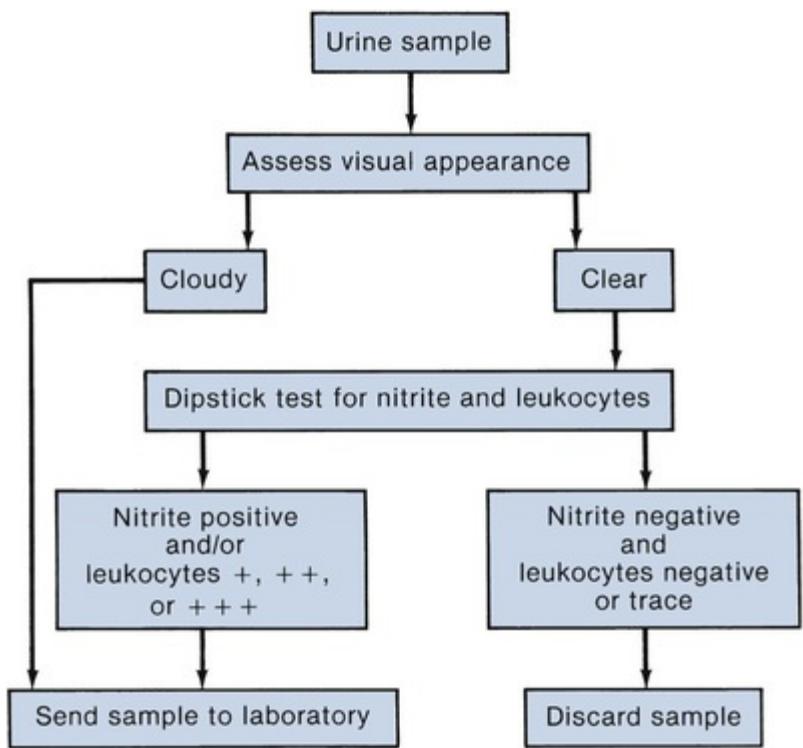 Urine sample
Assess visual appearance
Cloudy
Clear
Dipstick test for nitrite and leukocytes
Nitrite positive
and/or
leukocytes +, ++,
or +++
Nitrite negative
and
leukocytes negative
or trace
Send sample to laboratory
Discard sample